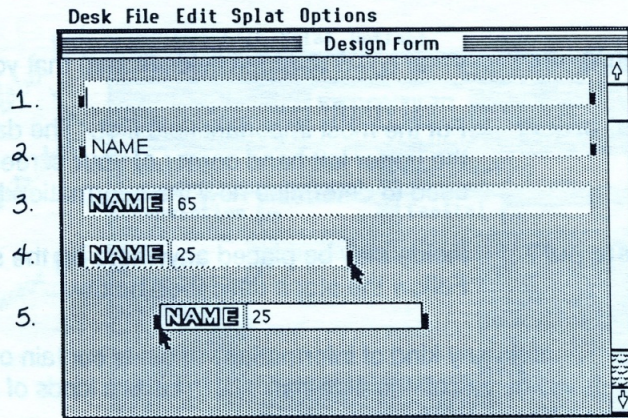 Desk File Edit Splat Options
Design Form
1.
2. NAME
3. NAME 65
4. NAME 25
5. NAME 25